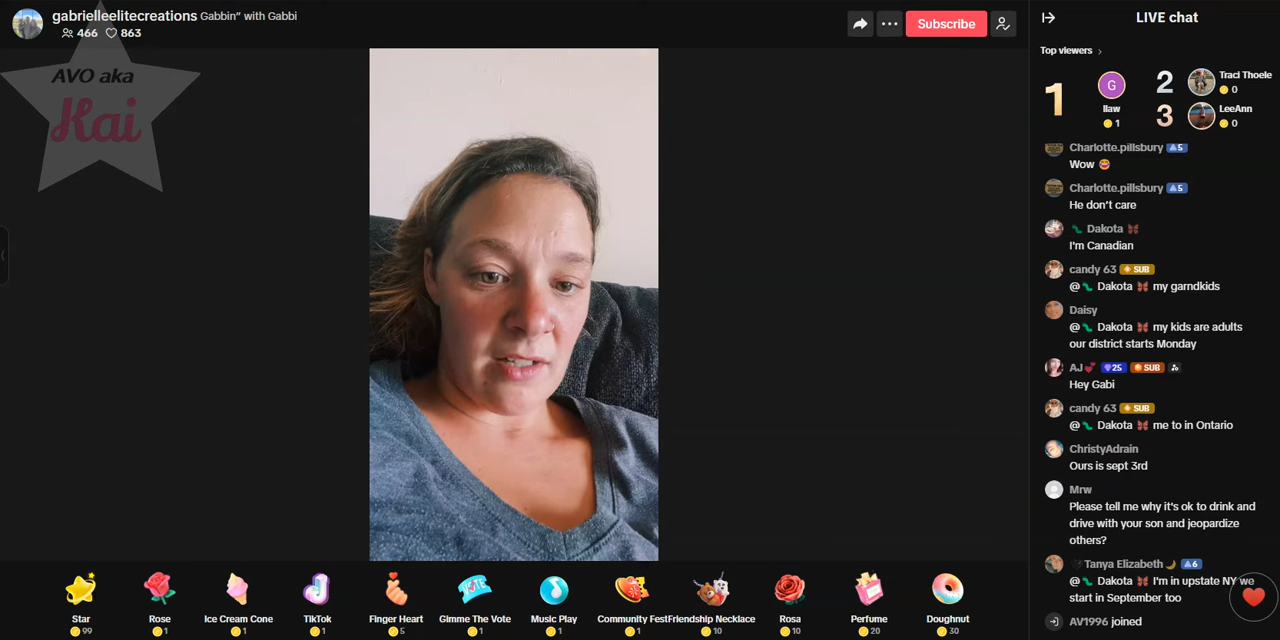 gabrielleelitecreations Gabbin" with Gabbi
466 863
Subscribe
AVO aka
Kai
LIVE chat
Top viewers
1
G
Ilaw
1
2
Traci Thoele
0
3
LeeAnn
0
Charlotte.pillsbury 5
Wow
Charlotte.pillsbury 5
He don't care
Dakota
I'm Canadian
candy 63 SUB
@ Dakota my garndkids
Daisy
@ Dakota my kids are adults
our district starts Monday
AJ 25 SUB
Hey Gabi
candy 63 SUB
@ Dakota me to in Ontario
ChristyAdrain
Ours is sept 3rd
Mrw
Please tell me why it's ok to drink and
drive with your son and jeopardize
others?
Tanya Elizabeth 6
@ Dakota I'm in upstate NY we
start in September too
AV1996 joined
VOTE
Star Rose Ice Cream Cone TikTok Finger Heart Gimme The Vote Music Play Community Fest Friendship Necklace Rosa Perfume Doughnut
99 1 1 1 5 1 1 1 10 10 20 30